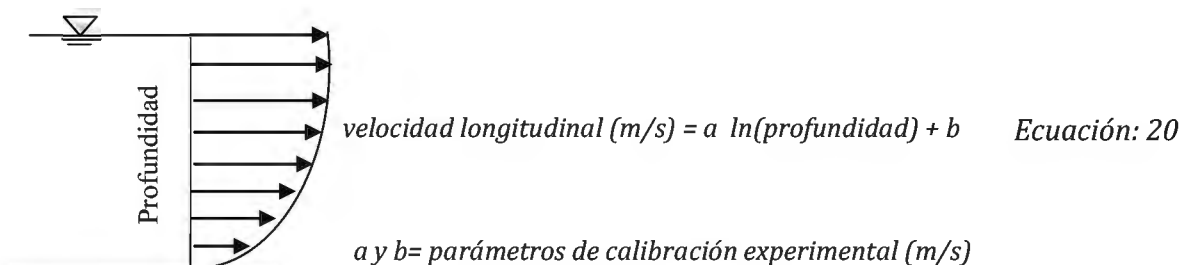 Profundidad
velocidad longitudinal (m/s) = a ln(profundidad) + b Ecuación: 20
a y b= parámetros de calibración experimental (m/s)